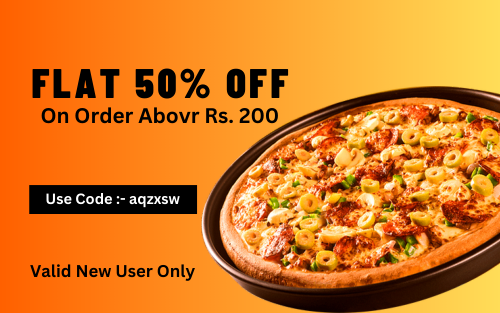 FLAT 50% OFF
On Order Abovr Rs. 200
Use Code :- aqzxsw
Valid New User Only